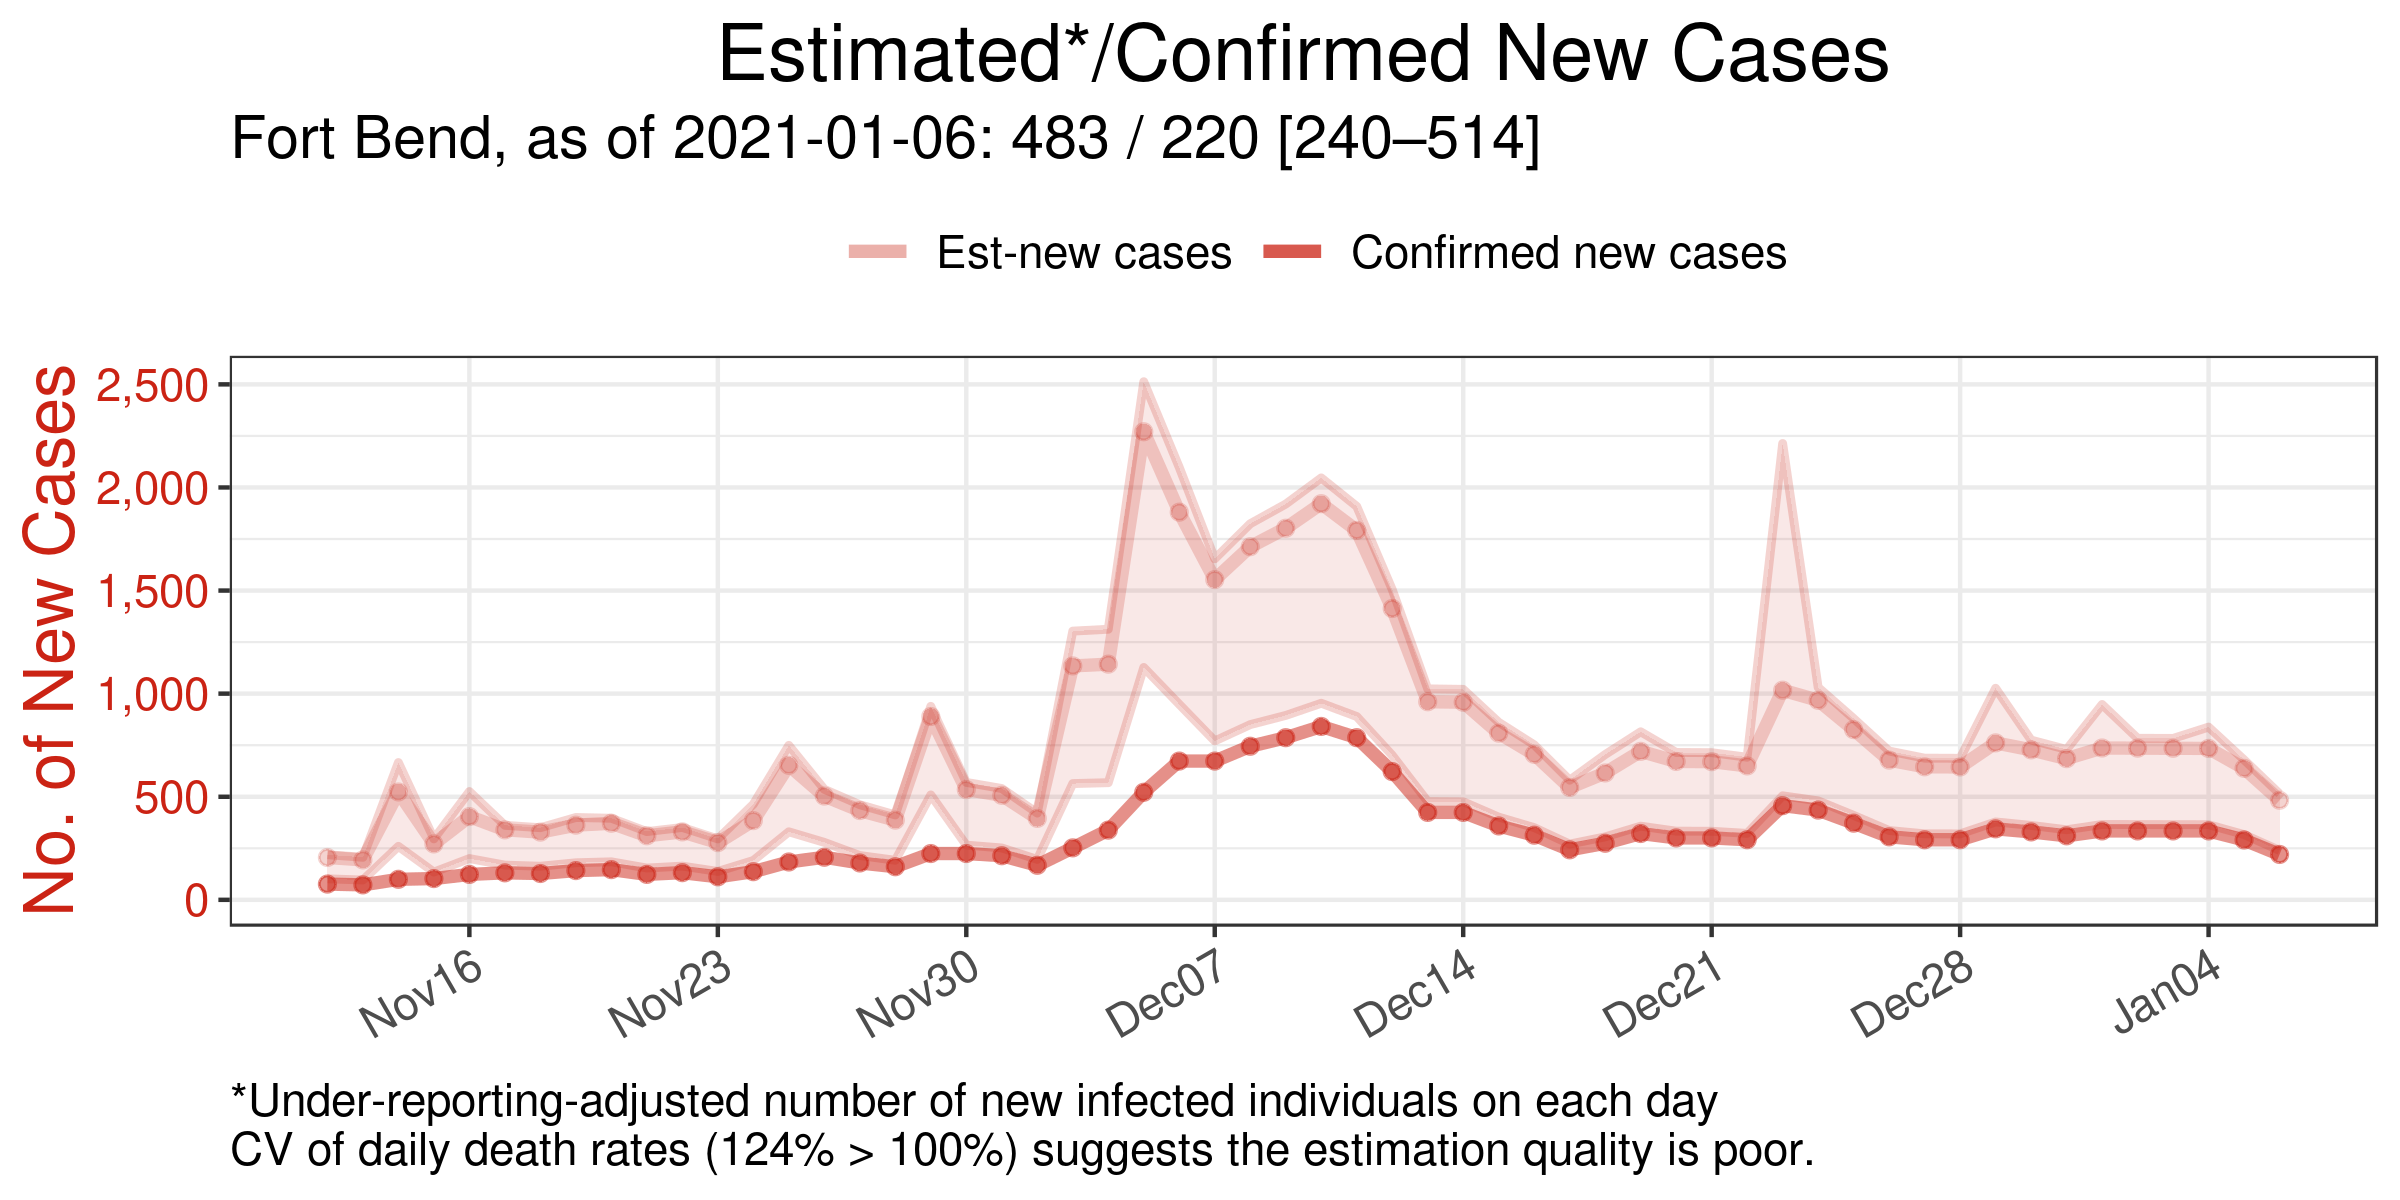 Estimated*/Confirmed New Cases
Fort Bend, as of 2021-01-06: 483 / 220 [240–514]
Est-new cases
Confirmed new cases
No. of New Cases
2,500
2,000
1,500
1,000
500
0
Nov16
Nov23
Nov30
Dec07
Dec14
Dec21
Dec28
Jan04
*Under-reporting-adjusted number of new infected individuals on each day
CV of daily death rates (124% > 100%) suggests the estimation quality is poor.